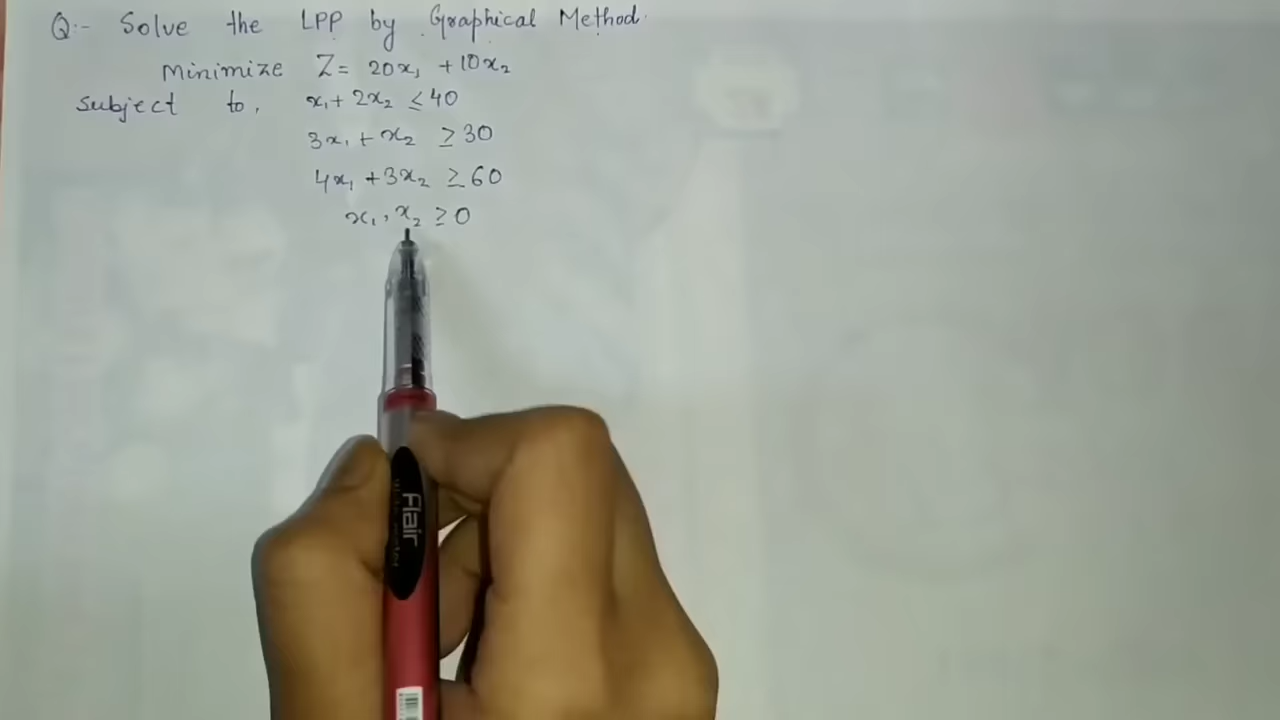 Q:- Solve the LPP by Graphical Method.
Minimize Z = 20x₁ + 10x₂
Subject to, x₁ + 2x₂ ≤ 40
3x₁ + x₂ ≥ 30
4x₁ + 3x₂ ≥ 60
x₁, x₂ ≥ 0
Flair